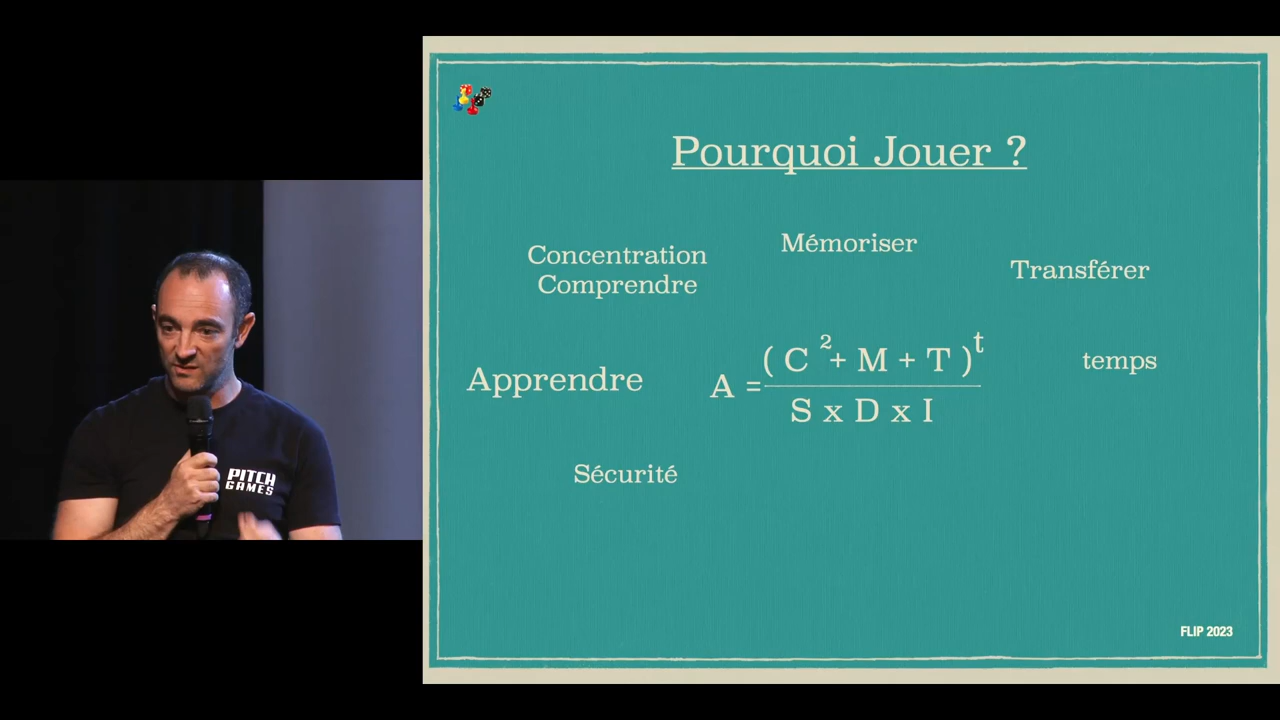 Pourquoi Jouer ?
Concentration
Comprendre
Mémoriser
Transférer
Apprendre
A = (C² + M + T)ᵗ
S x D x I
temps
Sécurité
PITCH
GAMES
FLIP 2023